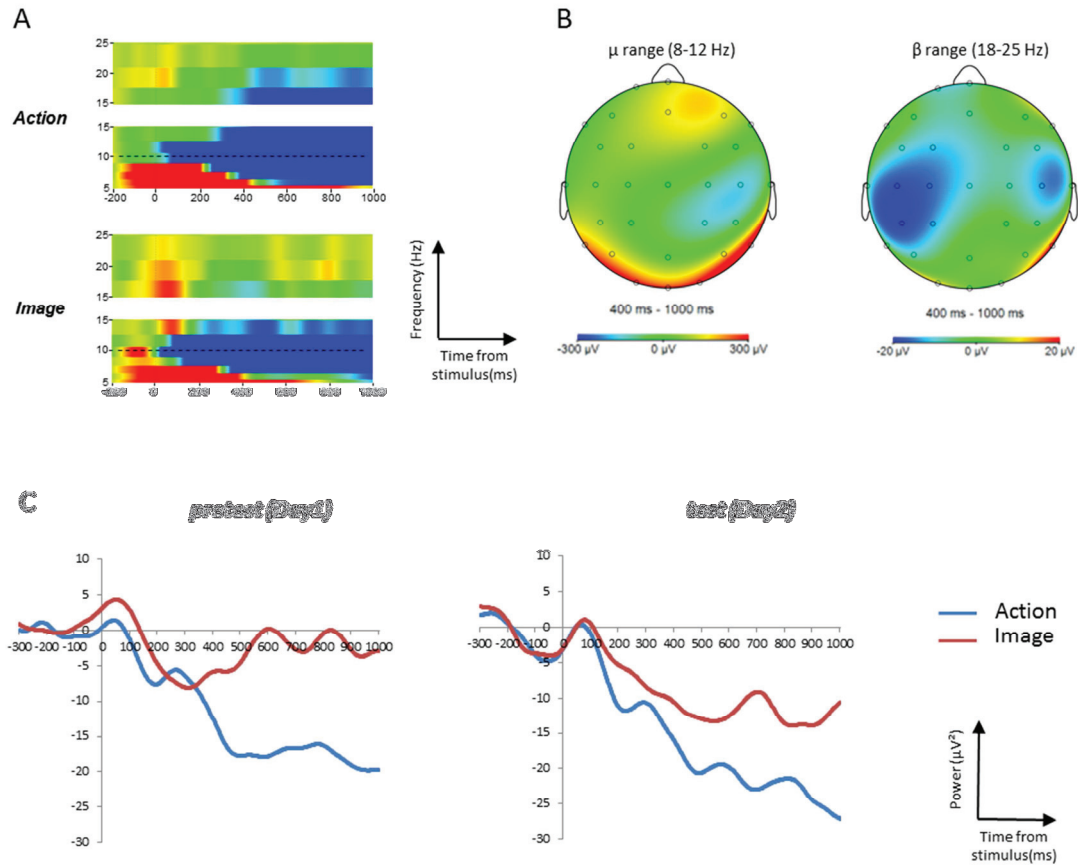 A
B
25
20
15
Action
15
10
5
-200 0 200 400 600 800 1000
25
20
15
Image
15
10
5
-200 0 200 400 600 800 1000
Frequency (Hz)
Time from
stimulus(ms)
μ range (8-12 Hz)
β range (18-25 Hz)
400 ms - 1000 ms
400 ms - 1000 ms
-300 μV 0 μV 300 μV
-20 μV 0 μV 20 μV
C
pretest (Day1)
test (Day2)
10
5
0
-5
-10
-15
-20
-25
-30
-300 -200 -100 0 100 200 300 400 500 600 700 800 900 1000
10
5
0
-5
-10
-15
-20
-25
-30
-300 -200 -100 0 100 200 300 400 500 600 700 800 900 1000
Action
Image
Power (μV²)
Time from
stimulus(ms)